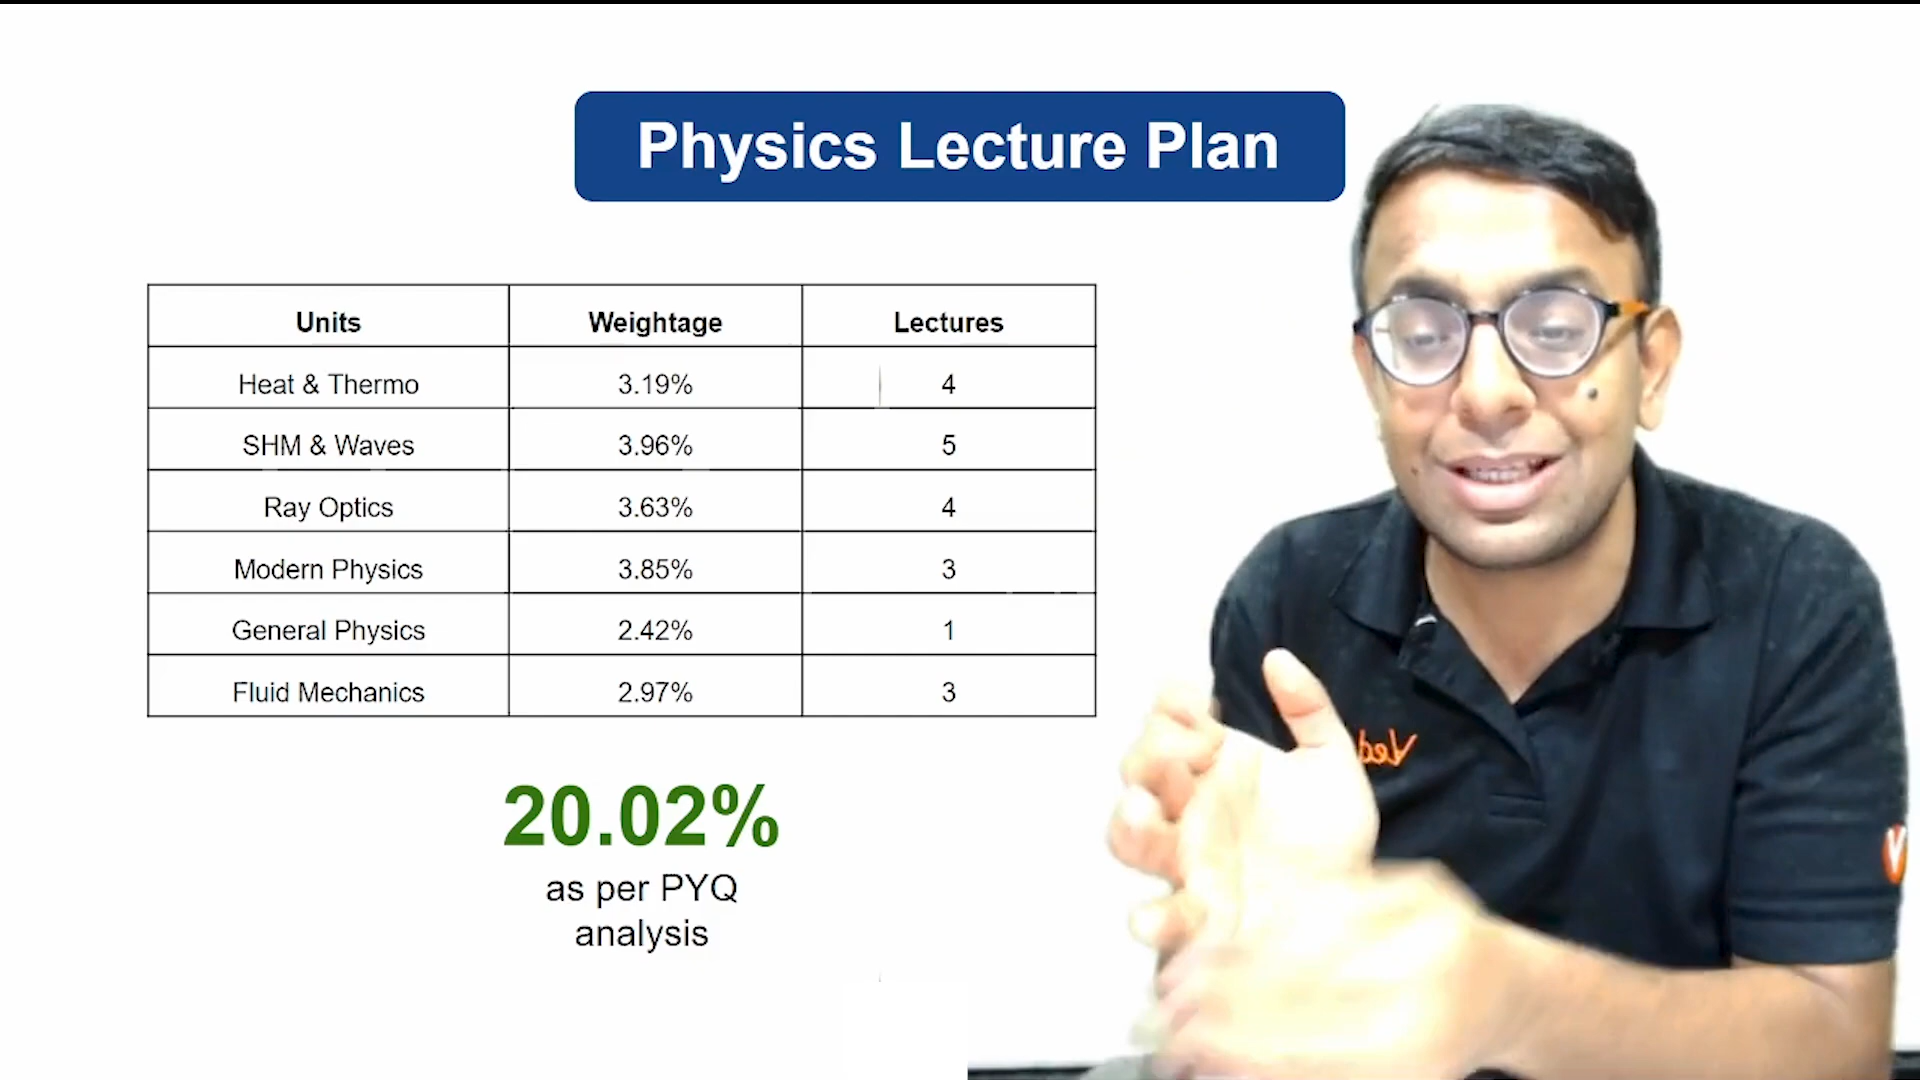 Physics Lecture Plan
Units Weightage Lectures
Heat & Thermo 3.19% 4
SHM & Waves 3.96% 5
Ray Optics 3.63% 4
Modern Physics 3.85% 3
General Physics 2.42% 1
Fluid Mechanics 2.97% 3
20.02%
as per PYQ
analysis
Ved
V